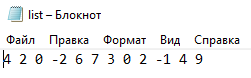 list – Блокнот
Файл Правка Формат Вид Справка
4 2 0 -2 6 7 3 0 2 -1 4 9